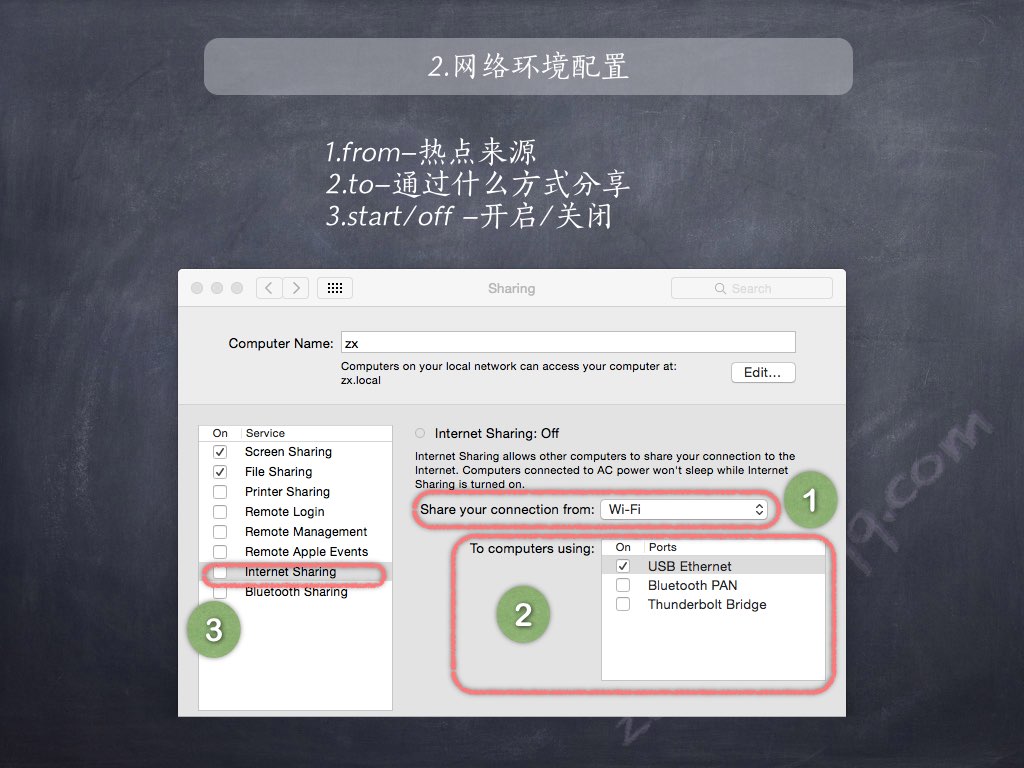 2.网络环境配置
1.from-热点来源
2.to-通过什么方式分享
3.start/off -开启/关闭
Sharing
Search
Computer Name: zx
Computers on your local network can access your computer at:
zx.local
Edit...
On Service
Screen Sharing
File Sharing
Printer Sharing
Remote Login
Remote Management
Remote Apple Events
Internet Sharing
Bluetooth Sharing
3
Internet Sharing: Off
Internet Sharing allows other computers to share your connection to the
Internet. Computers connected to AC power won't sleep while Internet
Sharing is turned on.
Share your connection from: Wi-Fi
1
To computers using:
On Ports
USB Ethernet
Bluetooth PAN
Thunderbolt Bridge
2